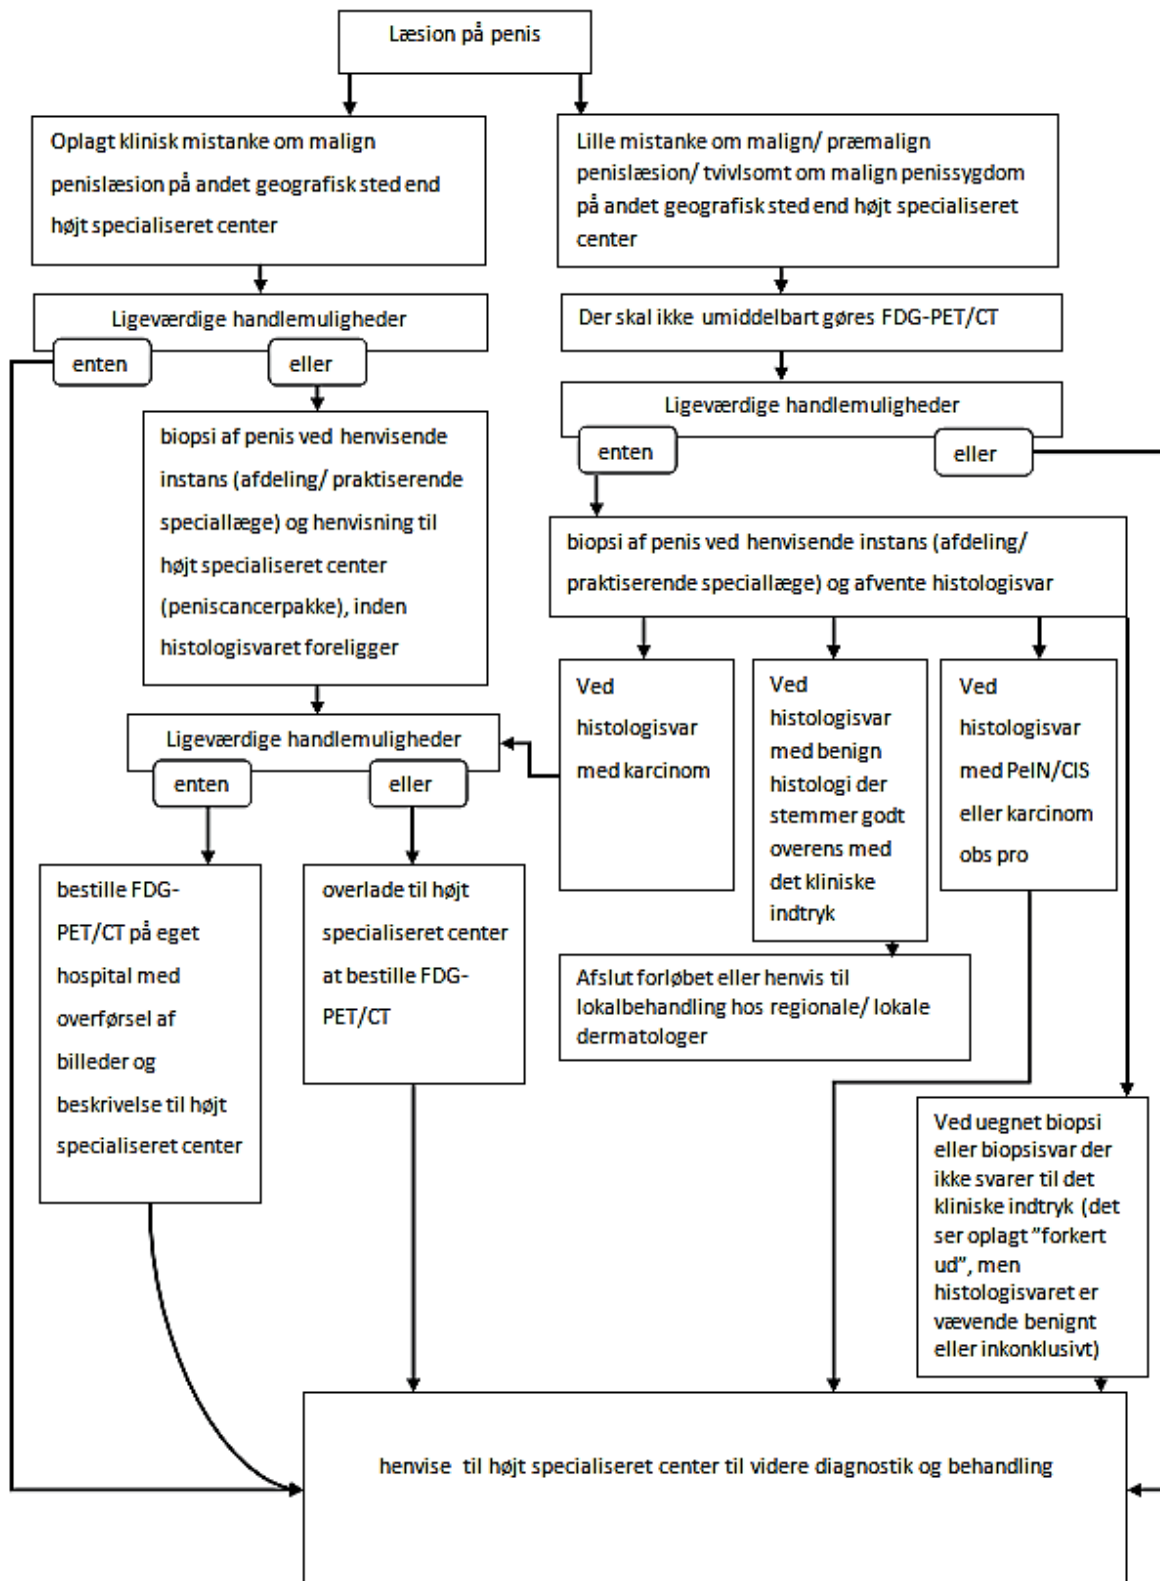 Læsion på penis
Oplagt klinisk mistanke om malign
penislæsion på andet geografisk sted end
højt specialiseret center
Lille mistanke om malign/ præmalign
penislæsion/ tvivlsomt om malign penissygdom
på andet geografisk sted end højt specialiseret
center
Ligeværdige handlemuligheder
enten
eller
Der skal ikke umiddelbart gøres FDG-PET/CT
Ligeværdige handlemuligheder
enten
eller
biopsi af penis ved henvisende
instans (afdeling/ praktiserende
speciallæge) og henvisning til
højt specialiseret center
(peniscancerpakke), inden
histologisvaret foreligger
biopsi af penis ved henvisende instans (afdeling/
praktiserende speciallæge) og afvente histologisvar
Ligeværdige handlemuligheder
enten
eller
Ved
histologisvar
med karcinom
Ved
histologisvar
med benign
histologi der
stemmer godt
overens med
det kliniske
indtryk
Ved
histologisvar
med PeIN/CIS
eller karcinom
obs pro
bestille FDG-
PET/CT på eget
hospital med
overførsel af
billeder og
beskrivelse til højt
specialiseret center
overlade til højt
specialiseret center
at bestille FDG-
PET/CT
Afslut forløbet eller henvis til
lokalbehandling hos regionale/ lokale
dermatologer
Ved uegnet biopsi
eller biopsisvar der
ikke svarer til det
kliniske indtryk (det
ser oplagt ”forkert
ud”, men
histologisvaret er
vævende benignt
eller inkonklusivt)
henvise til højt specialiseret center til videre diagnostik og behandling